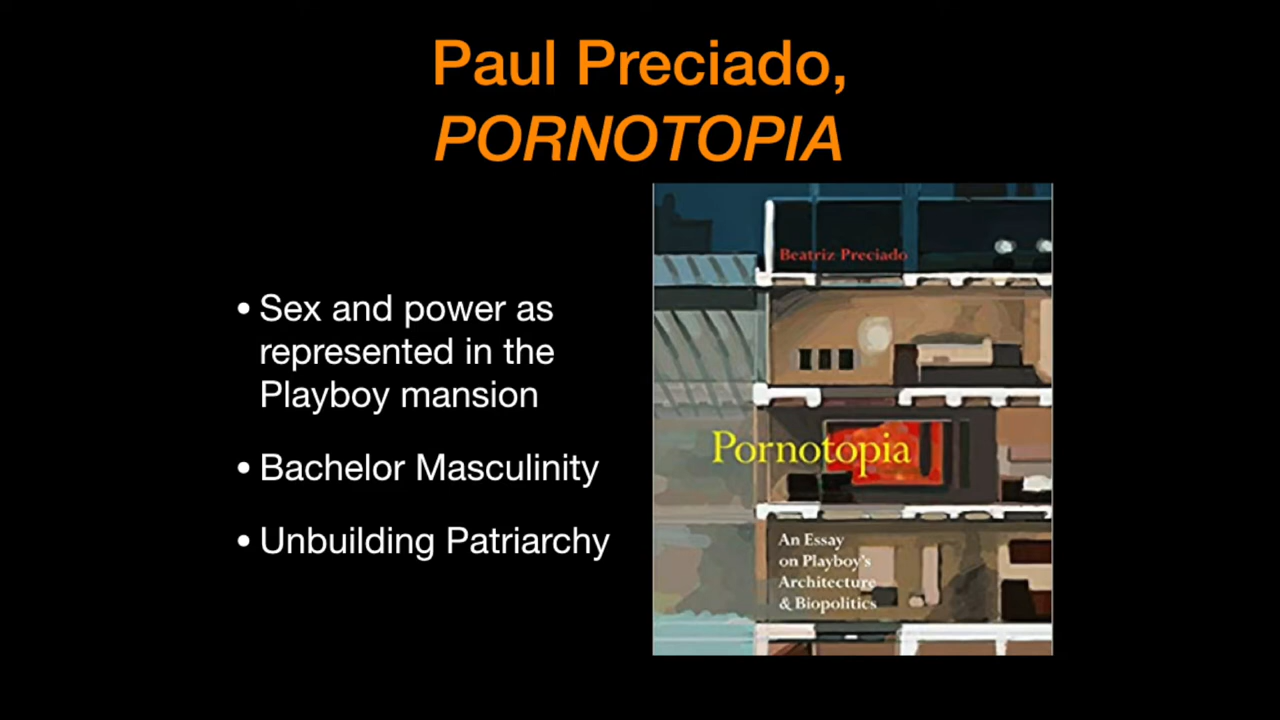 Paul Preciado,
PORNOTOPIA
• Sex and power as
represented in the
Playboy mansion
• Bachelor Masculinity
• Unbuilding Patriarchy
Beatriz Preciado
Pornotopia
An Essay
on Playboy's
Architecture
& Biopolitics